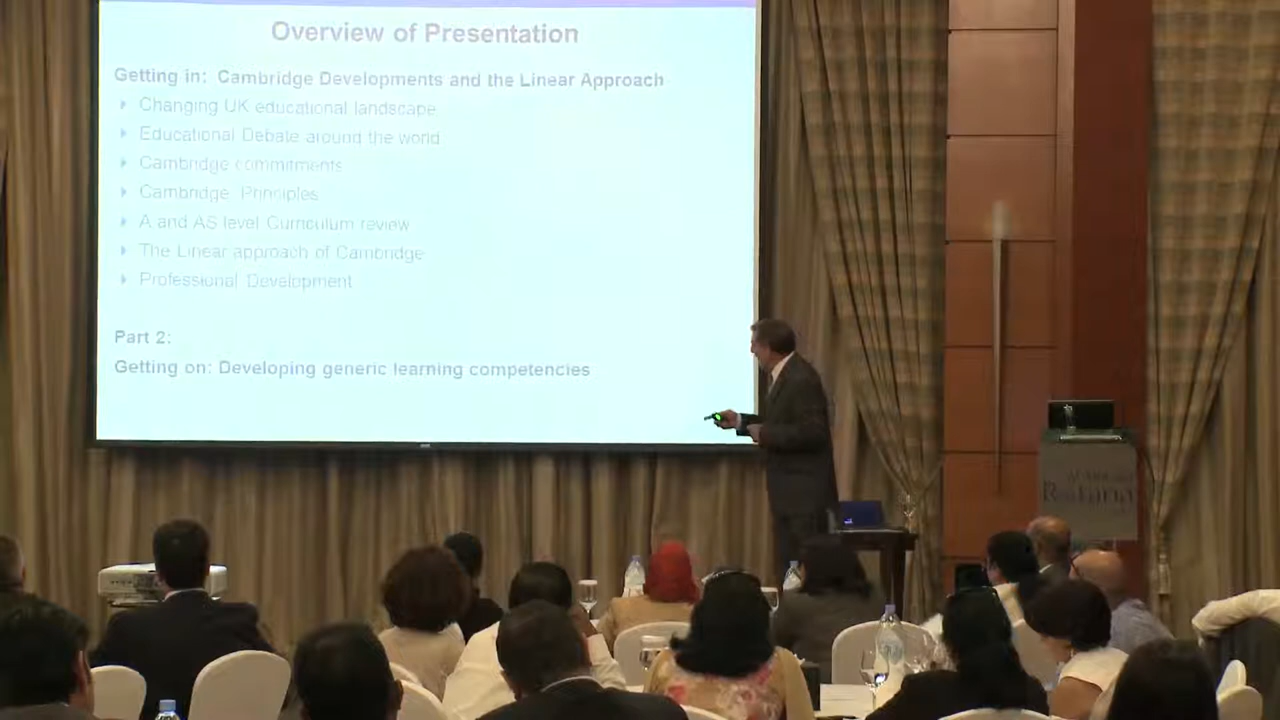 Overview of Presentation
Getting in: Cambridge Developments and the Linear Approach
Changing UK educational landscape
Educational Debate around the world
Cambridge commitments
Cambridge Principles
A and AS level Curriculum review
The Linear approach of Cambridge
Professional Development
Part 2:
Getting on: Developing generic learning competencies
Rotana